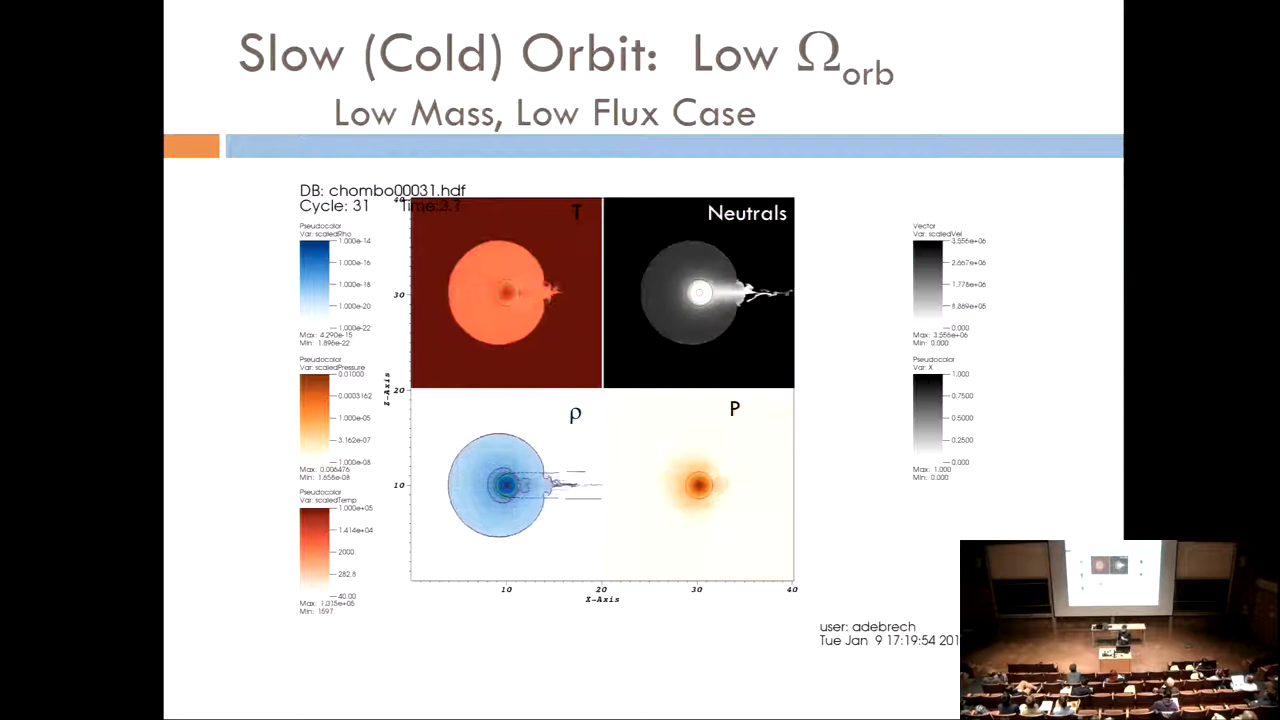 Slow (Cold) Orbit: Low Ωorb
Low Mass, Low Flux Case
DB: chombo00031.hdf
Cycle: 31 Time:3.1
Pseudocolor
Var: scaledRho
1.000e-14
1.000e-16
1.000e-18
1.000e-20
1.000e-22
Max: 4.290e-15
Min: 1.896e-22
Pseudocolor
Var: scaledPressure
0.01000
0.0003162
1.000e-05
3.162e-07
1.000e-08
Max: 0.006476
Min: 1.658e-08
Pseudocolor
Var: scaledTemp
1.000e+05
1.414e+04
2000.
282.8
40.00
Max: 1.015e+05
Min: 1597.
T
Neutrals
ρ
P
40
30
20
10
Z-Axis
10
20
30
40
X-Axis
Vector
Var: scaledVel
3.556e+06
2.667e+06
1.778e+06
8.889e+05
0.000
Max: 3.556e+06
Min: 0.000
Pseudocolor
Var: X
1.000
0.7500
0.5000
0.2500
0.000
Max: 1.000
Min: 0.000
user: adebrech
Tue Jan 9 17:19:54 201